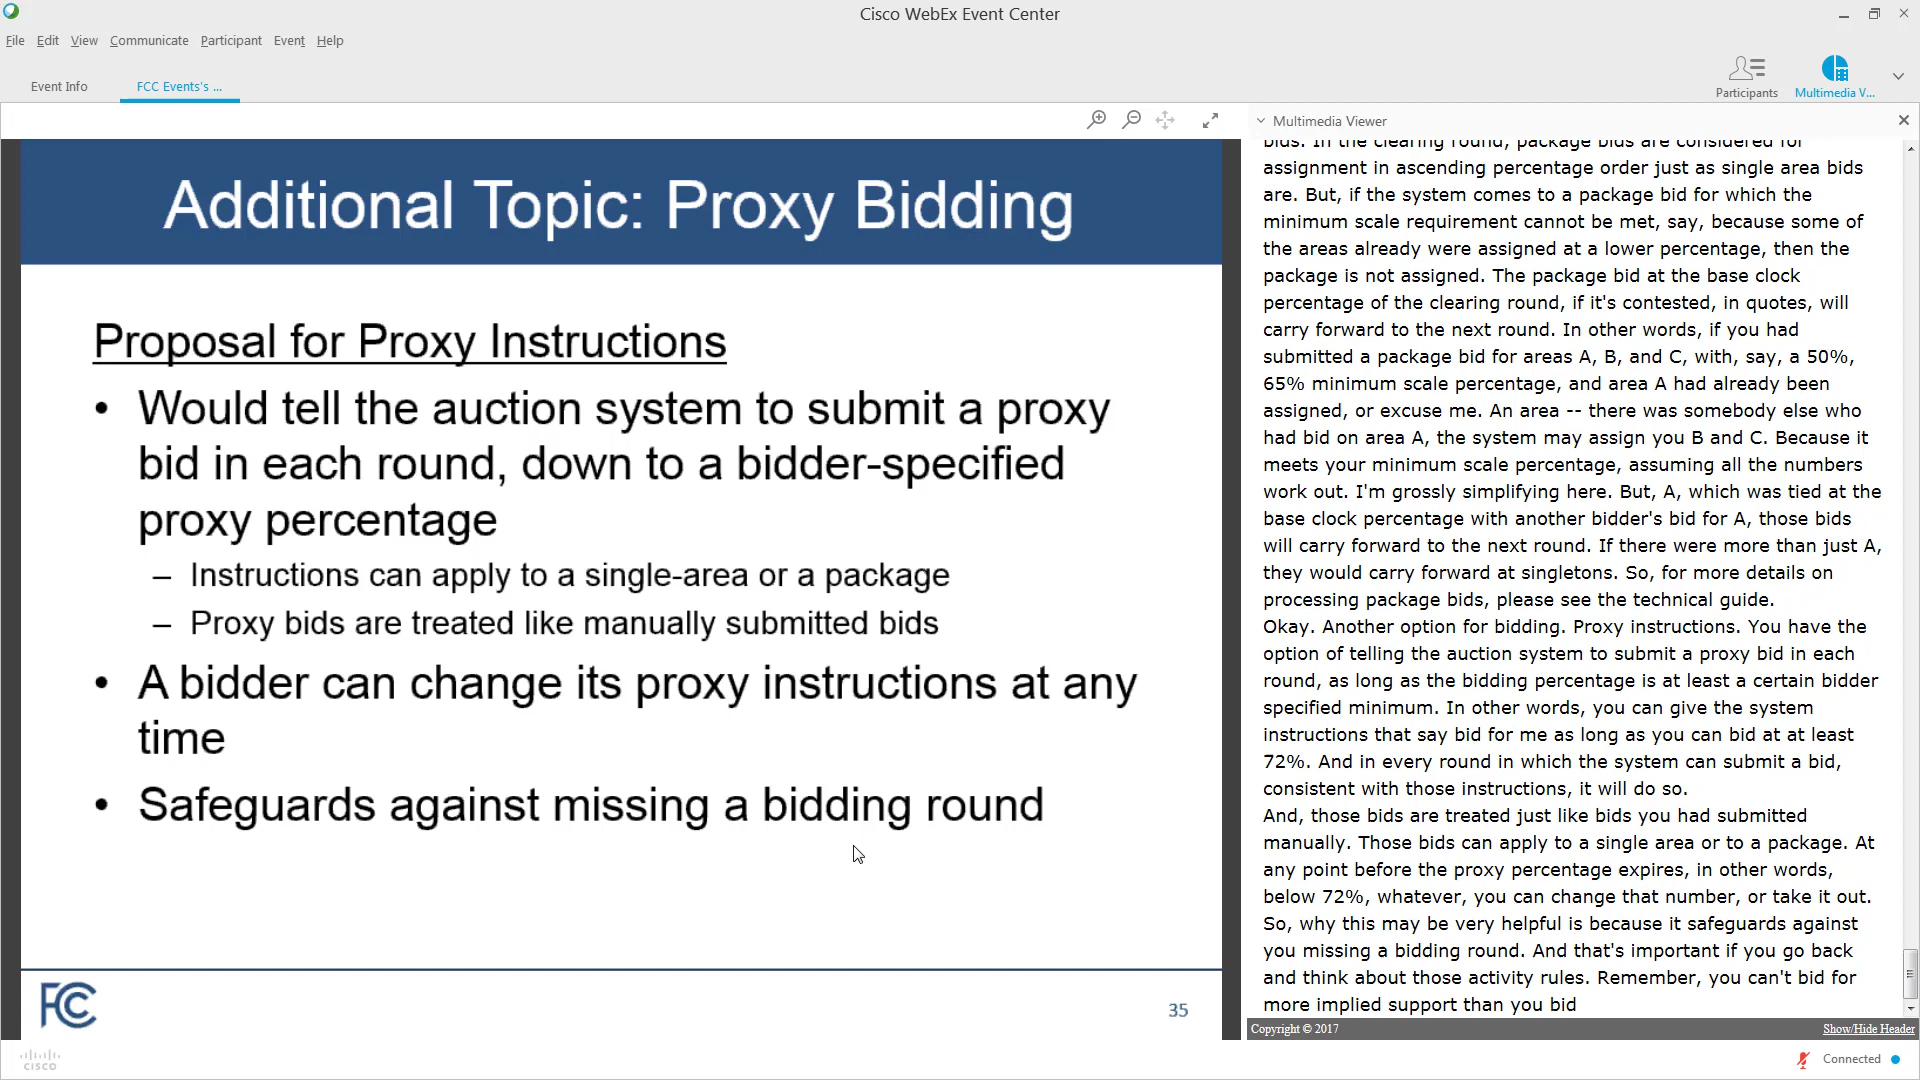 Cisco WebEx Event Center
File Edit View Communicate Participant Event Help
Event Info FCC Events's ...
Participants Multimedia V...
Additional Topic: Proxy Bidding
Proposal for Proxy Instructions
• Would tell the auction system to submit a proxy
bid in each round, down to a bidder-specified
proxy percentage
– Instructions can apply to a single-area or a package
– Proxy bids are treated like manually submitted bids
• A bidder can change its proxy instructions at any
time
• Safeguards against missing a bidding round
FCC
35
cisco
Multimedia Viewer
bids. In the clearing round, package bids are considered for
assignment in ascending percentage order just as single area bids
are. But, if the system comes to a package bid for which the
minimum scale requirement cannot be met, say, because some of
the areas already were assigned at a lower percentage, then the
package is not assigned. The package bid at the base clock
percentage of the clearing round, if it's contested, in quotes, will
carry forward to the next round. In other words, if you had
submitted a package bid for areas A, B, and C, with, say, a 50%,
65% minimum scale percentage, and area A had already been
assigned, or excuse me. An area -- there was somebody else who
had bid on area A, the system may assign you B and C. Because it
meets your minimum scale percentage, assuming all the numbers
work out. I'm grossly simplifying here. But, A, which was tied at the
base clock percentage with another bidder's bid for A, those bids
will carry forward to the next round. If there were more than just A,
they would carry forward at singletons. So, for more details on
processing package bids, please see the technical guide.
Okay. Another option for bidding. Proxy instructions. You have the
option of telling the auction system to submit a proxy bid in each
round, as long as the bidding percentage is at least a certain bidder
specified minimum. In other words, you can give the system
instructions that say bid for me as long as you can bid at at least
72%. And in every round in which the system can submit a bid,
consistent with those instructions, it will do so.
And, those bids are treated just like bids you had submitted
manually. Those bids can apply to a single area or to a package. At
any point before the proxy percentage expires, in other words,
below 72%, whatever, you can change that number, or take it out.
So, why this may be very helpful is because it safeguards against
you missing a bidding round. And that's important if you go back
and think about those activity rules. Remember, you can't bid for
more implied support than you bid
Copyright © 2017 Show/Hide Header
Connected